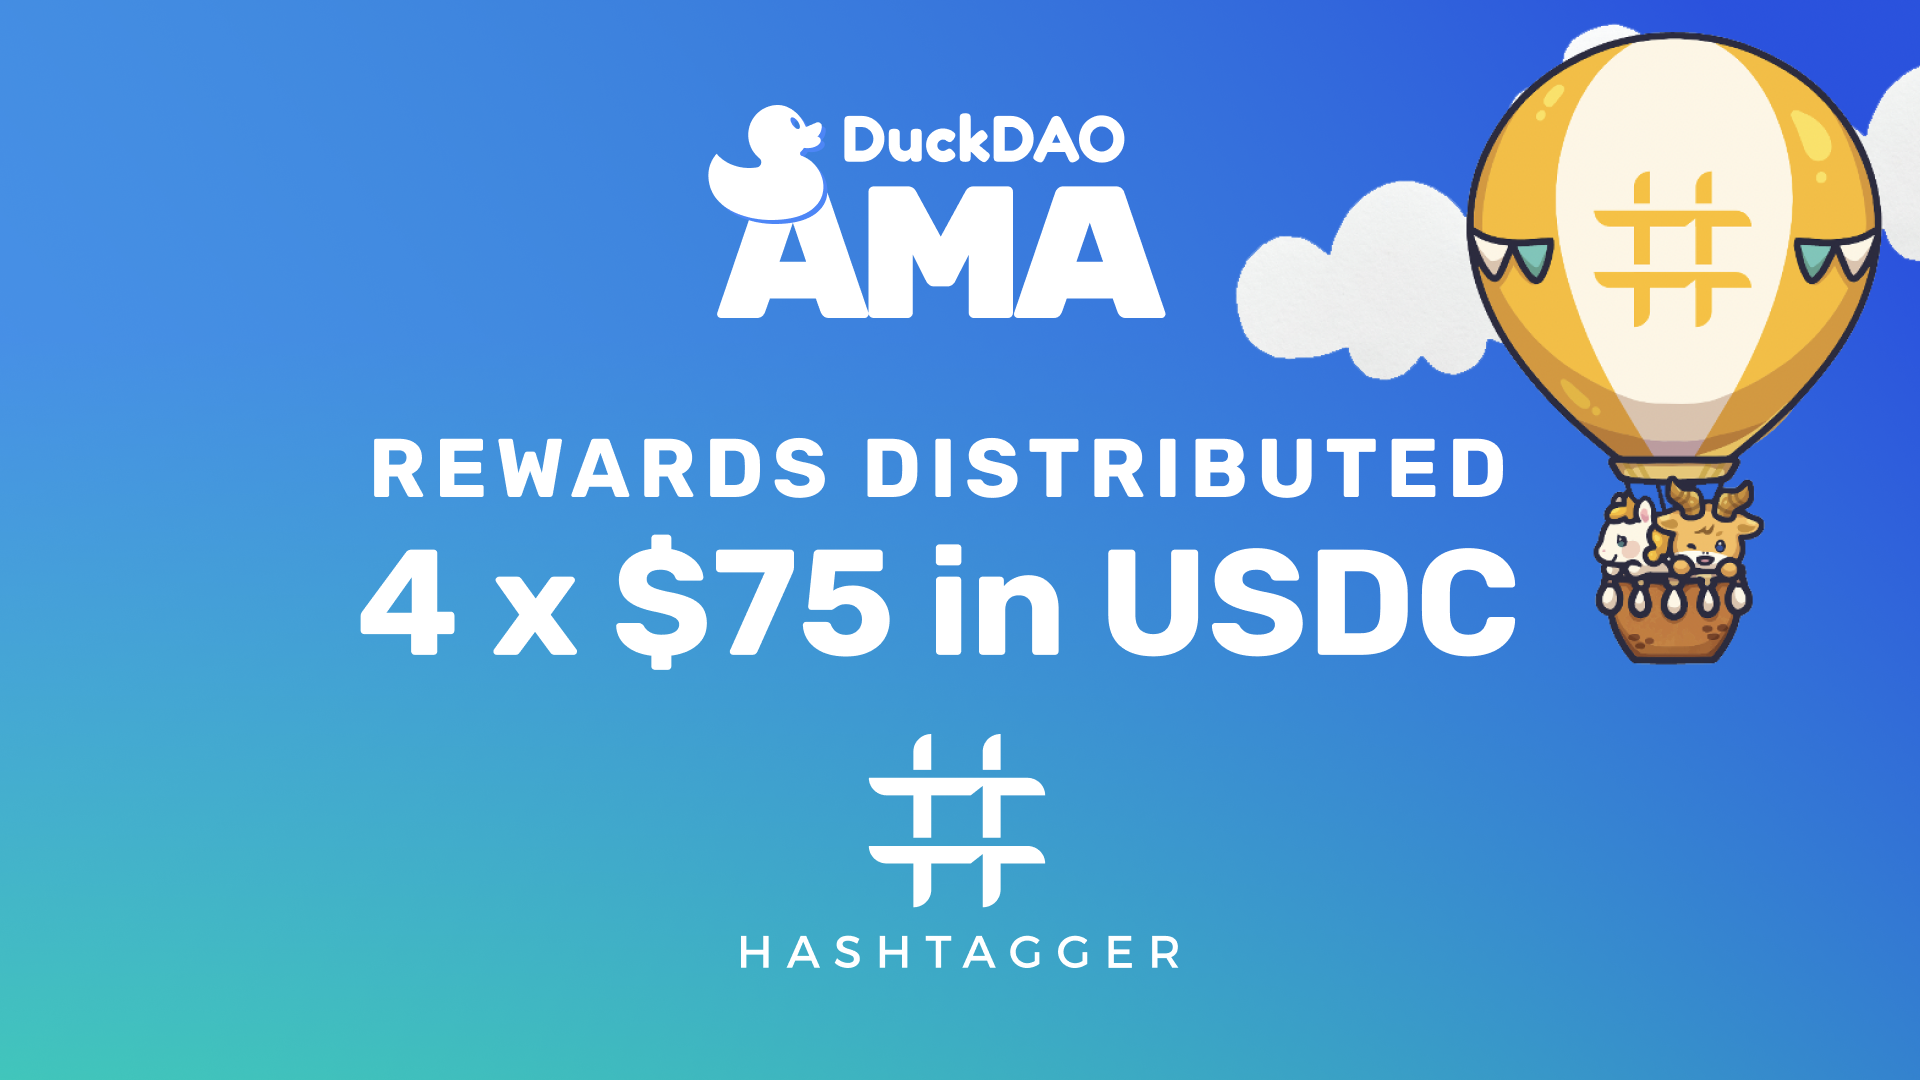 DuckDAO
AMA
REWARDS DISTRIBUTED
4 x $75 in USDC
HASHTAGGER